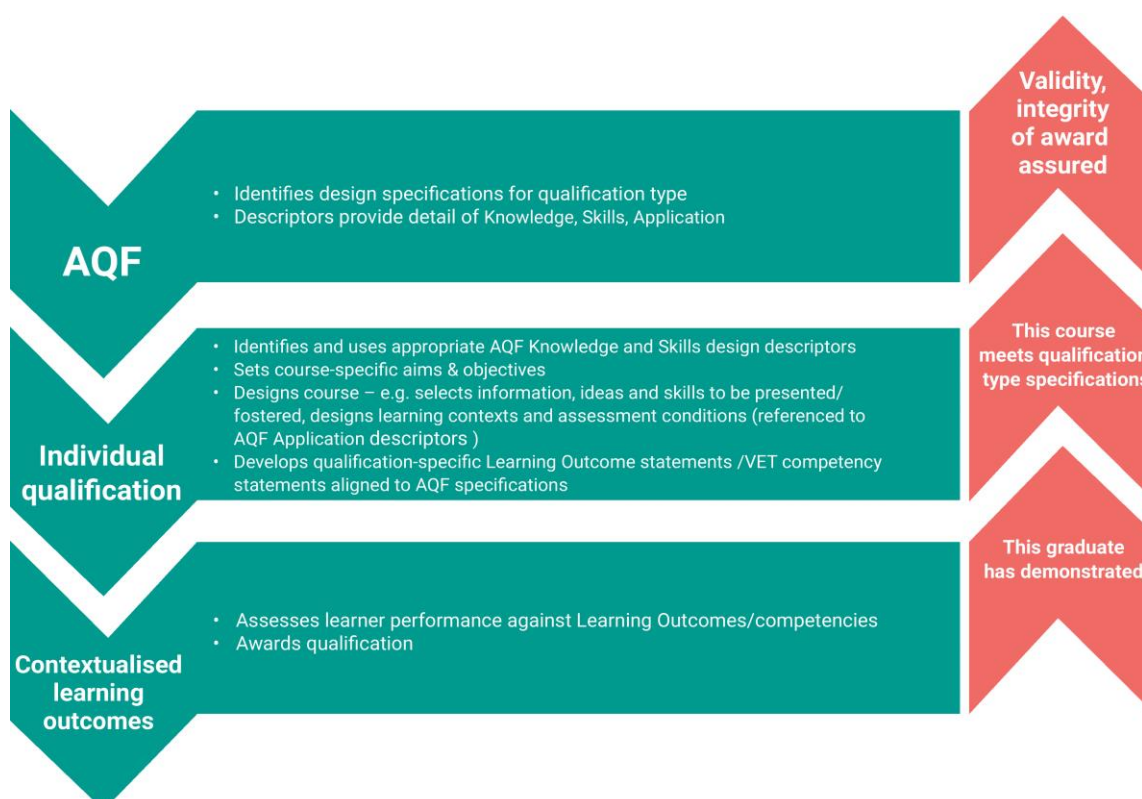 AQF
• Identifies design specifications for qualification type
• Descriptors provide detail of Knowledge, Skills, Application
Validity,
integrity
of award
assured
Individual
qualification
• Identifies and uses appropriate AQF Knowledge and Skills design descriptors
• Sets course-specific aims & objectives
• Designs course – e.g. selects information, ideas and skills to be presented/
fostered, designs learning contexts and assessment conditions (referenced to
AQF Application descriptors )
• Develops qualification-specific Learning Outcome statements /VET competency
statements aligned to AQF specifications
This course
meets qualification
type specifications
Contextualised
learning
outcomes
• Assesses learner performance against Learning Outcomes/competencies
• Awards qualification
This graduate
has demonstrated